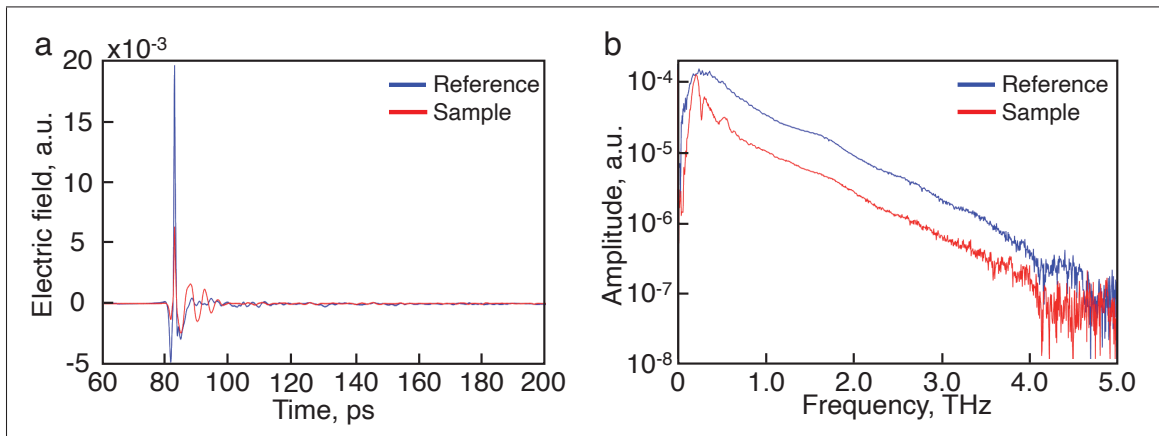 a
x10-3
20
15
10
5
0
-5
Electric field, a.u.
Reference
Sample
60 80 100 120 140 160 180 200
Time, ps
b
10-4
10-5
10-6
10-7
10-8
Amplitude, a.u.
Reference
Sample
0 1.0 2.0 3.0 4.0 5.0
Frequency, THz